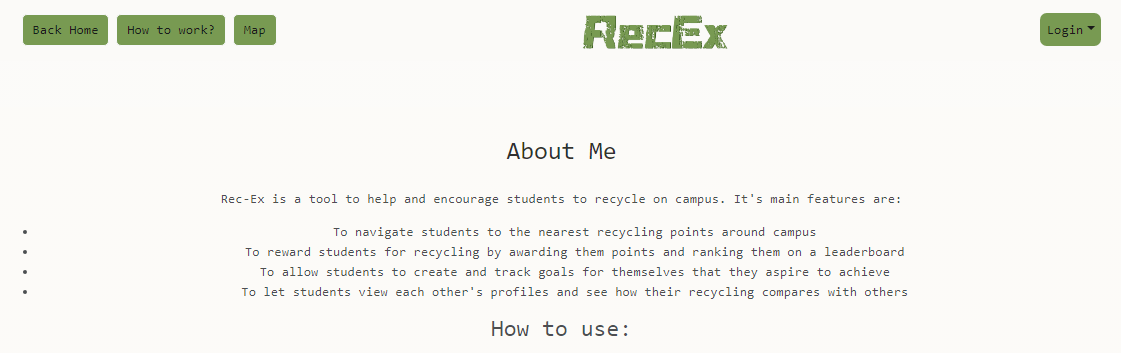 Back Home How to work? Map RecEx Login
About Me
Rec-Ex is a tool to help and encourage students to recycle on campus. It's main features are:
To navigate students to the nearest recycling points around campus
To reward students for recycling by awarding them points and ranking them on a leaderboard
To allow students to create and track goals for themselves that they aspire to achieve
To let students view each other's profiles and see how their recycling compares with others
How to use: